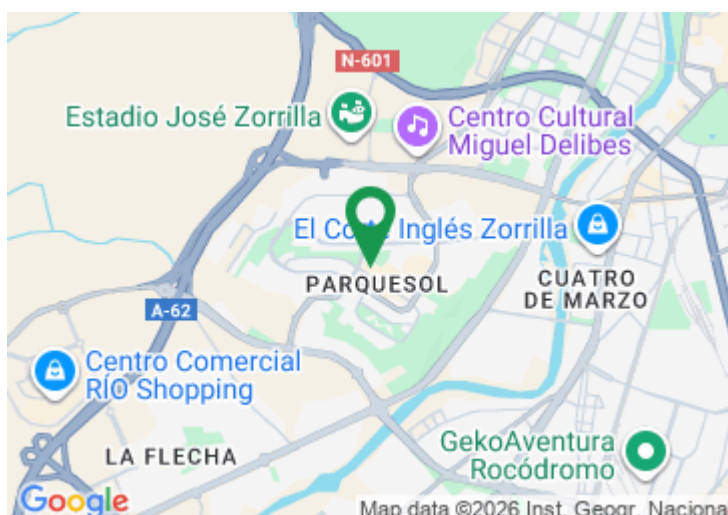 N-601
Estadio José Zorrilla
Centro Cultural
Miguel Delibes
El Corte Inglés Zorrilla
PARQUESOL
CUATRO
DE MARZO
A-62
Centro Comercial
RÍO Shopping
LA FLECHA
GekoAventura
Rocódromo
Google
Map data ©2026 Inst. Geogr. Naciona